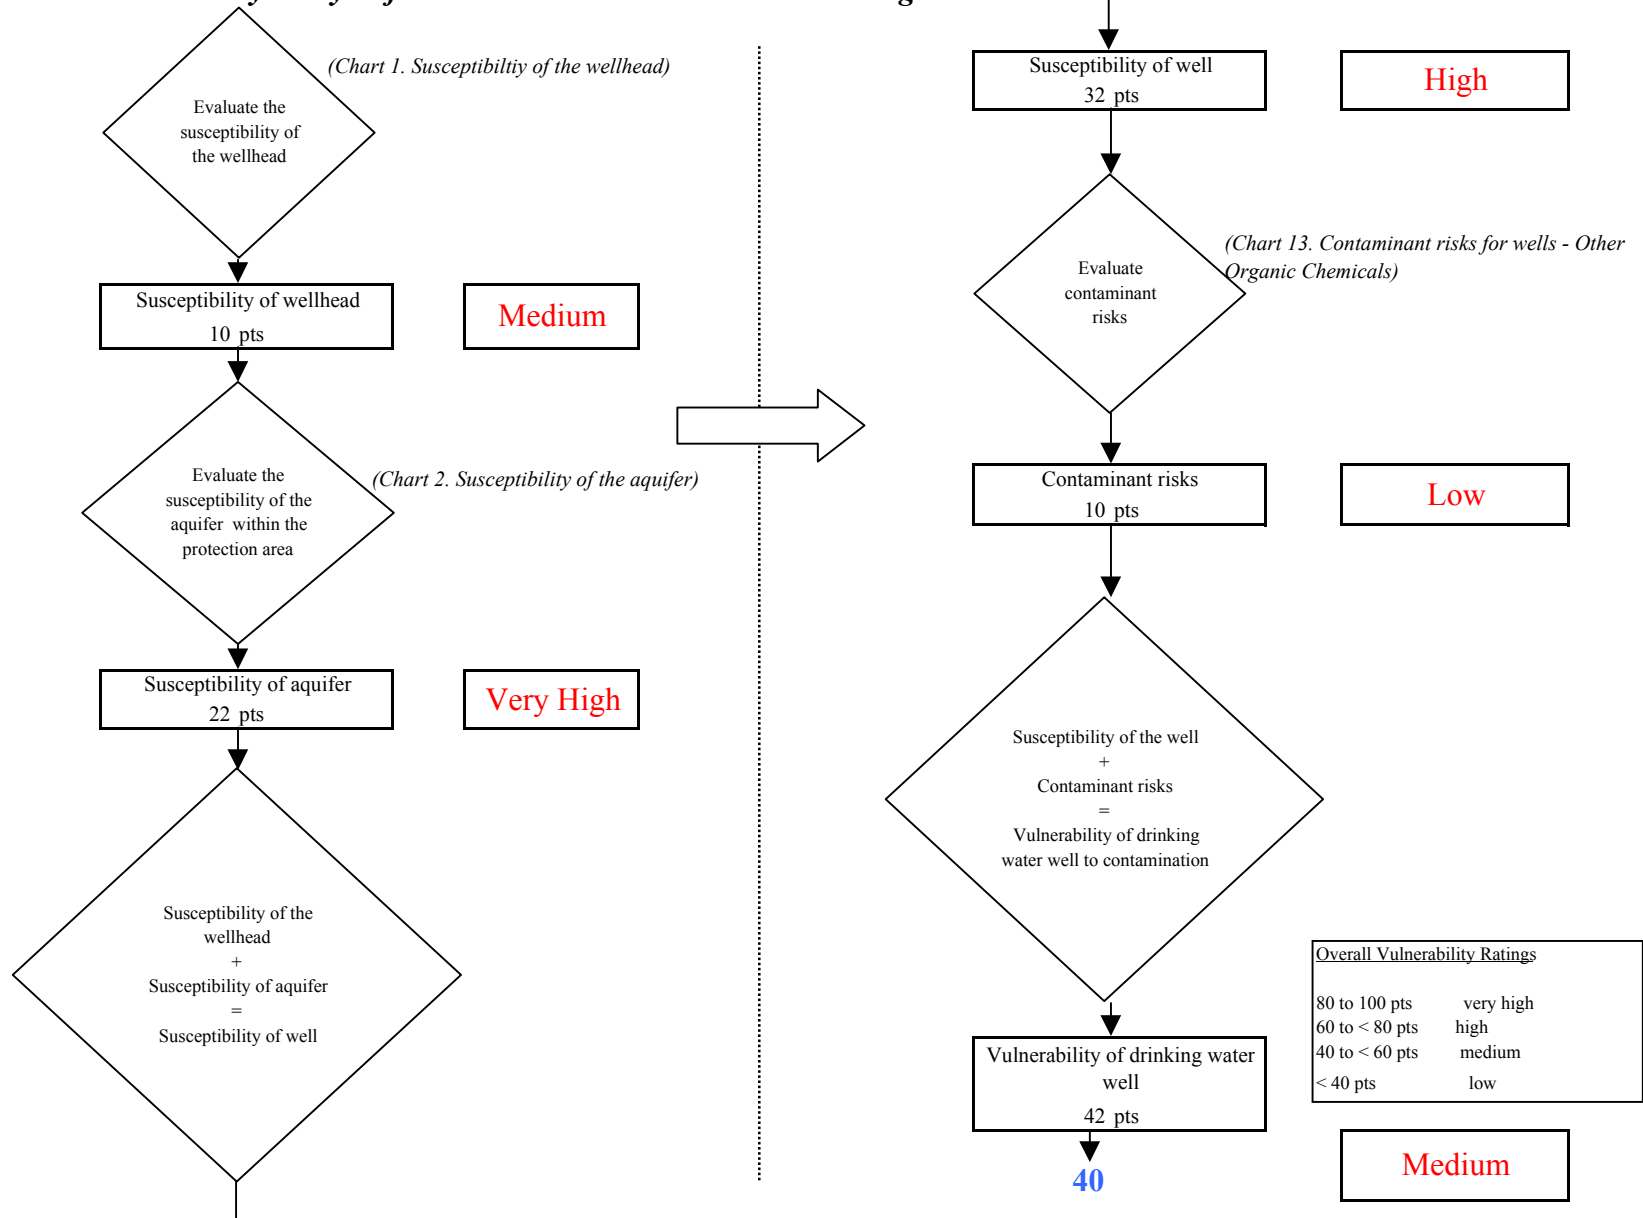 (Chart 1. Susceptibiltiy of the wellhead)
Evaluate the
susceptibility of
the wellhead
Susceptibility of wellhead
10 pts
Medium
(Chart 2. Susceptibility of the aquifer)
Evaluate the
susceptibility of the
aquifer within the
protection area
Susceptibility of aquifer
22 pts
Very High
Susceptibility of the
wellhead
+
Susceptibility of aquifer
=
Susceptibility of well
Susceptibility of well
32 pts
High
(Chart 13. Contaminant risks for wells - Other
Organic Chemicals)
Evaluate
contaminant
risks
Contaminant risks
10 pts
Low
Susceptibility of the well
+
Contaminant risks
=
Vulnerability of drinking
water well to contamination
Overall Vulnerability Ratings
80 to 100 pts very high
60 to < 80 pts high
40 to < 60 pts medium
< 40 pts low
Vulnerability of drinking water
well
42 pts
40
Medium